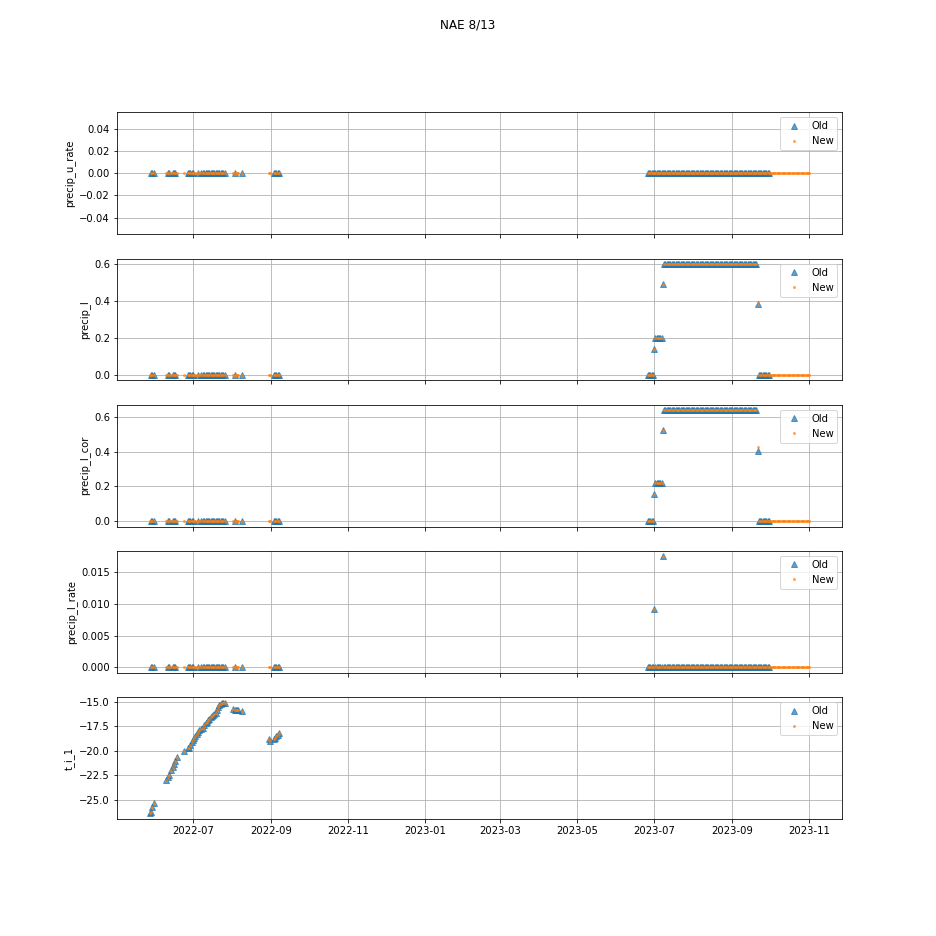 NAE 8/13
precip_u_rate
0.04
0.02
0.00
−0.02
−0.04
Old
New
precip_l
0.6
0.4
0.2
0.0
Old
New
precip_l_cor
0.6
0.4
0.2
0.0
Old
New
precip_l_rate
0.015
0.010
0.005
0.000
Old
New
t_i_1
−15.0
−17.5
−20.0
−22.5
−25.0
Old
New
2022-07 2022-09 2022-11 2023-01 2023-03 2023-05 2023-07 2023-09 2023-11